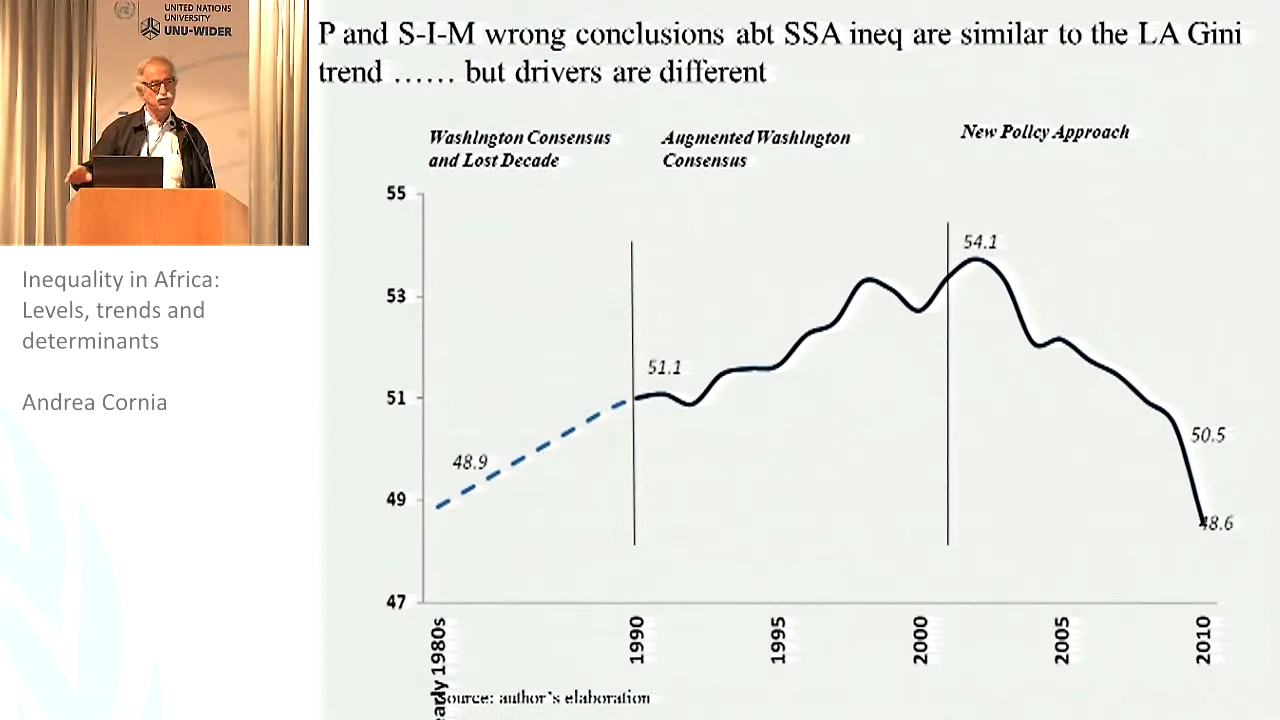 UNITED NATIONS
UNIVERSITY
UNU-WIDER
P and S-I-M wrong conclusions abt SSA ineq are similar to the LA Gini
trend …… but drivers are different
Inequality in Africa:
Levels, trends and
determinants
Andrea Cornia
Washington Consensus
and Lost Decade
Augmented Washington
Consensus
New Policy Approach
55
53
51
49
47
48.9
51.1
54.1
50.5
48.6
early 1980s
1990
1995
2000
2005
2010
Source: author's elaboration